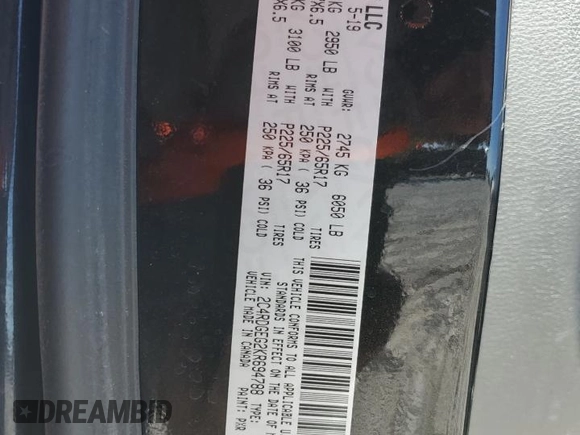 LLC
5-19
GVWR: 2745 KG 6050 LB
KG 2950 LB WITH P225/65R17 TIRES
X6.5 RIMS AT 250 KPA ( 36 PSI) COLD
KG 3100 LB WITH P225/65R17 TIRES
X6.5 RIMS AT 250 KPA ( 36 PSI) COLD
THIS VEHICLE CONFORMS TO ALL APPLICABLE U
STANDARDS IN EFFECT ON THE DATE OF M
VIN: 2C4RDGEG2KR694788 TYPE:
VEHICLE MADE IN CANADA PAINT: PXR
DREAMBID